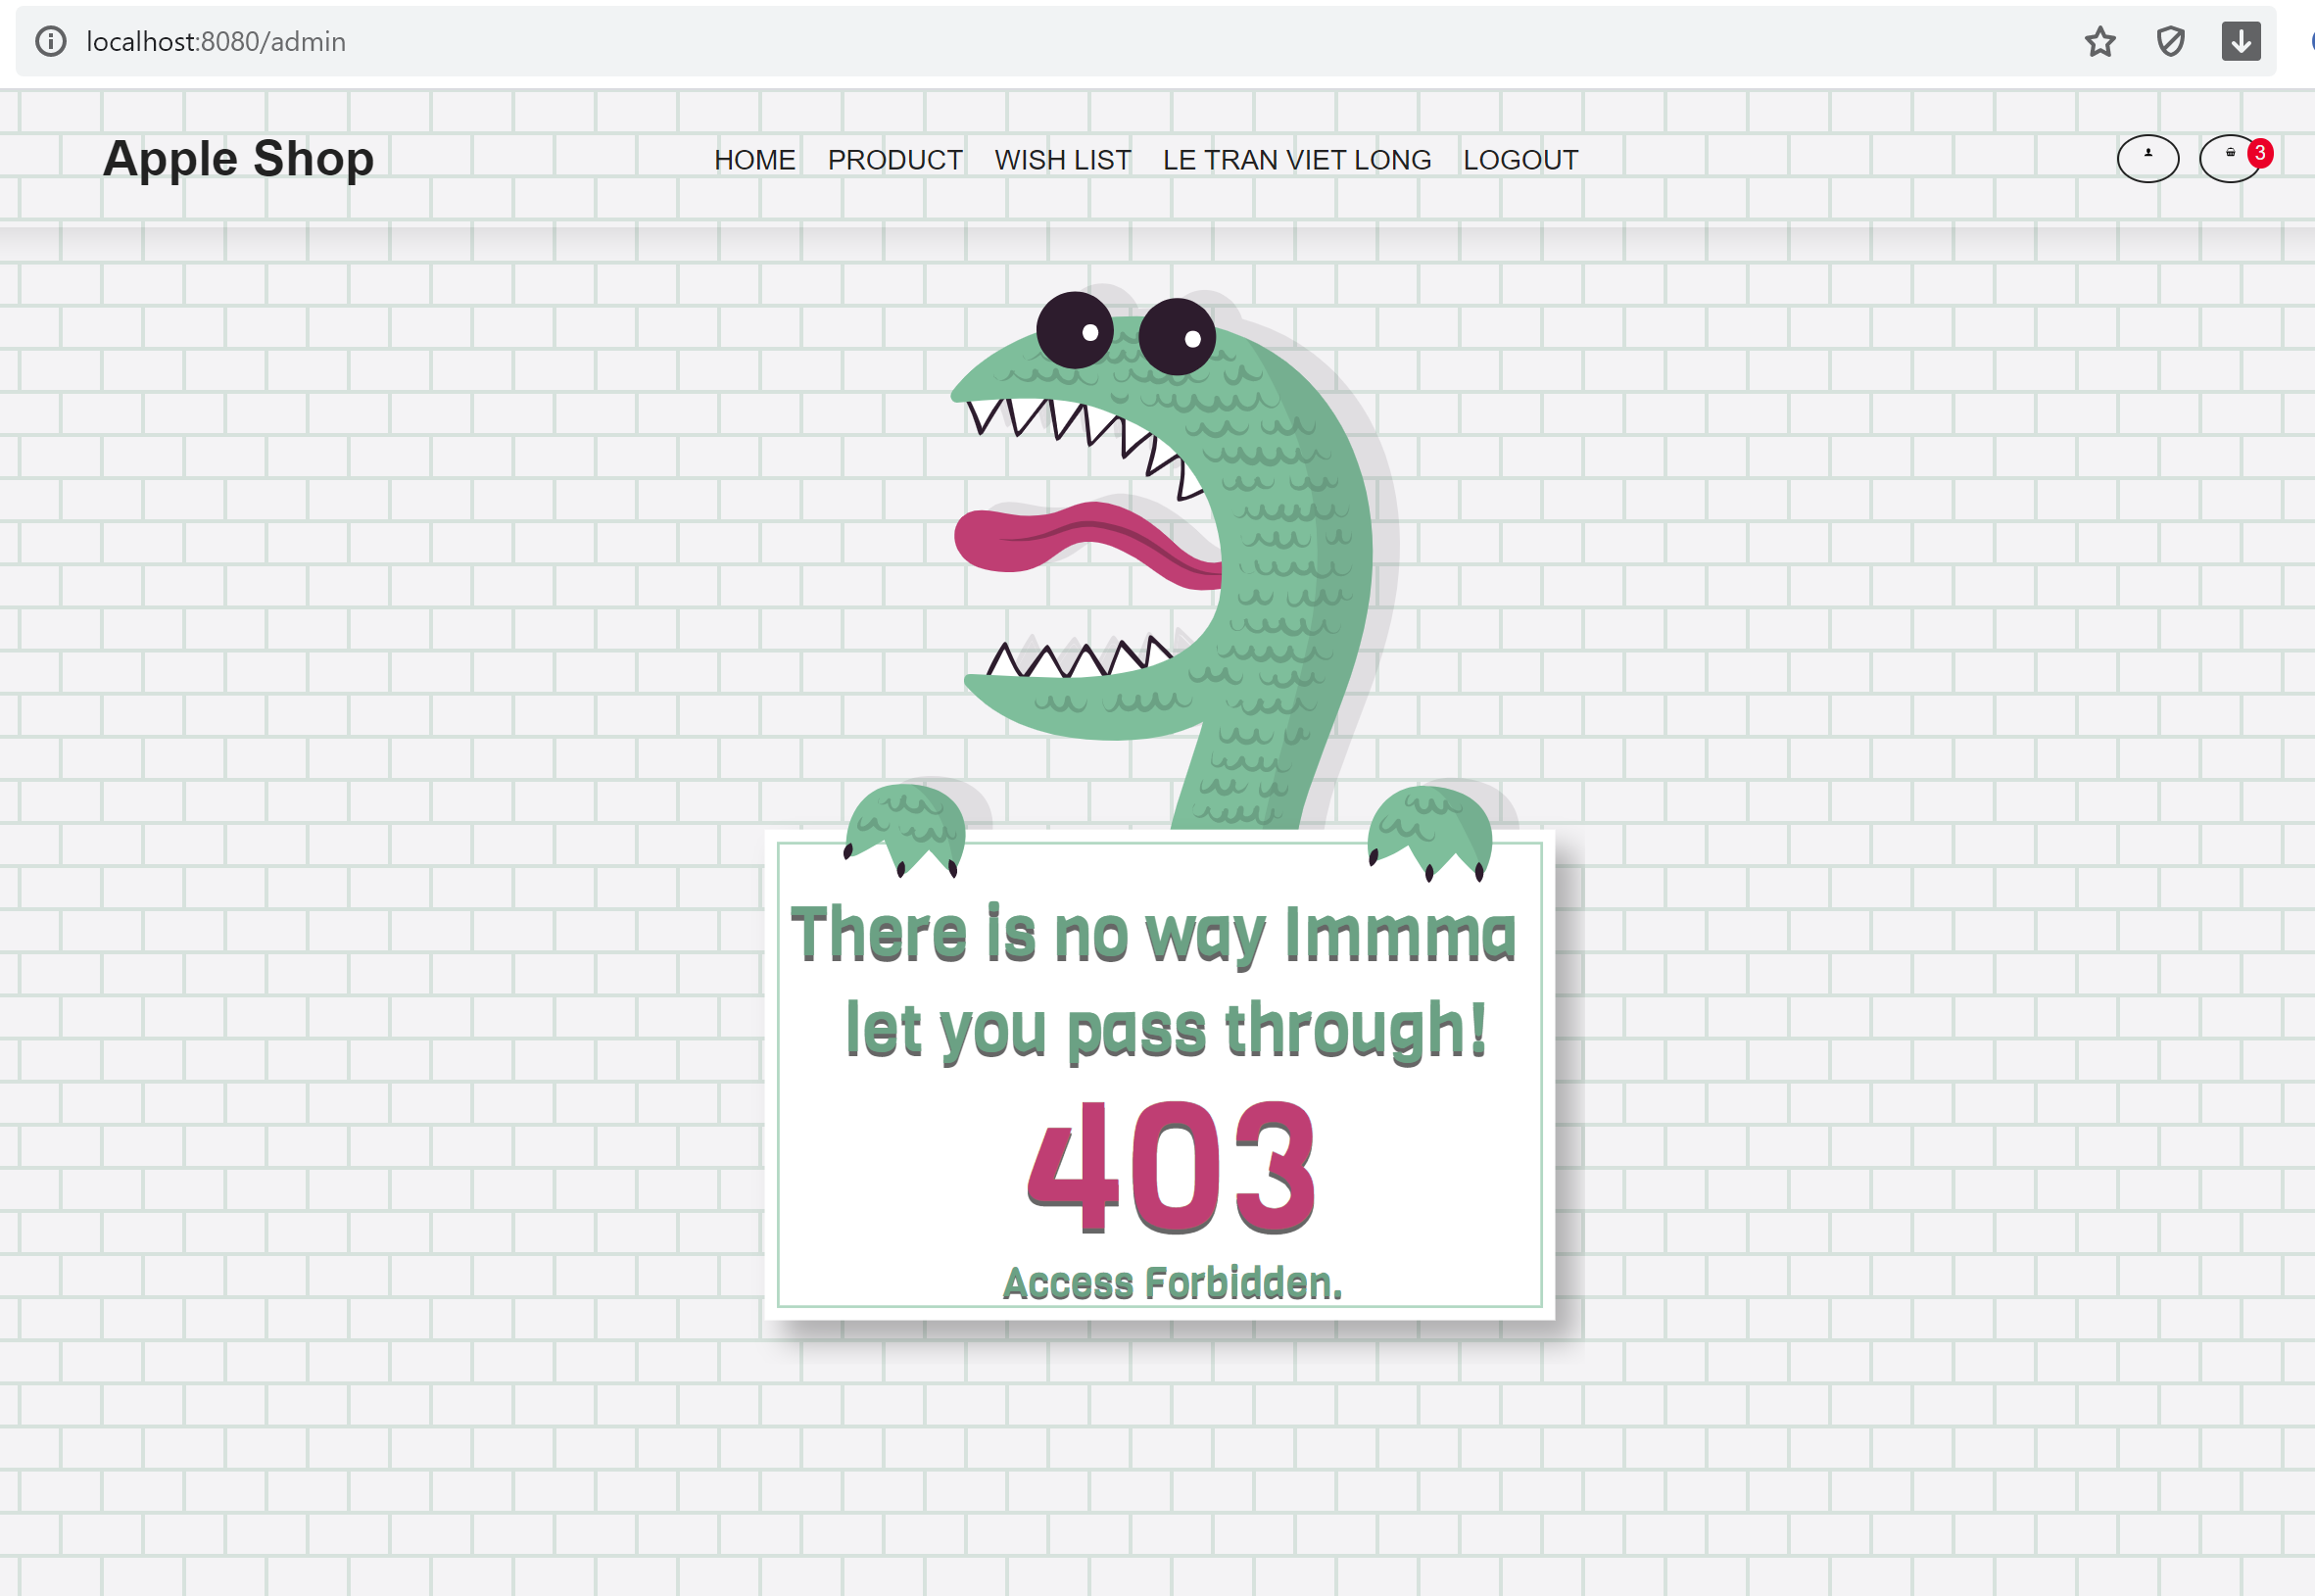 localhost:8080/admin
Apple Shop HOME PRODUCT WISH LIST LE TRAN VIET LONG LOGOUT 3
There is no way Immma
let you pass through!
403
Access Forbidden.